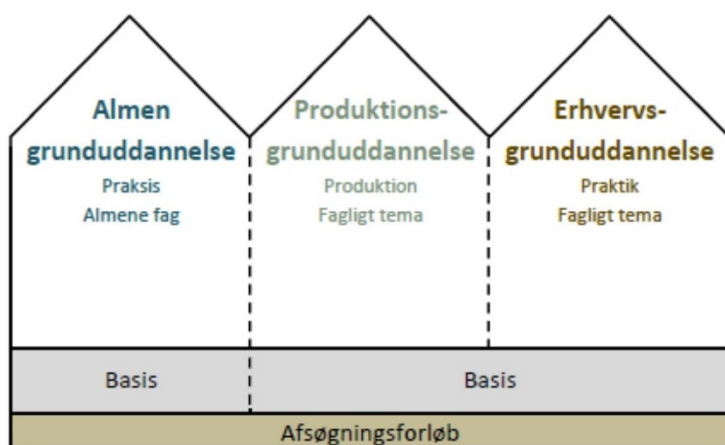 Almen
grunduddannelse
Praksis
Almene fag
Produktions-
grunduddannelse
Produktion
Fagligt tema
Erhvervs-
grunduddannelse
Praktik
Fagligt tema
Basis
Basis
Afsøgningsforløb